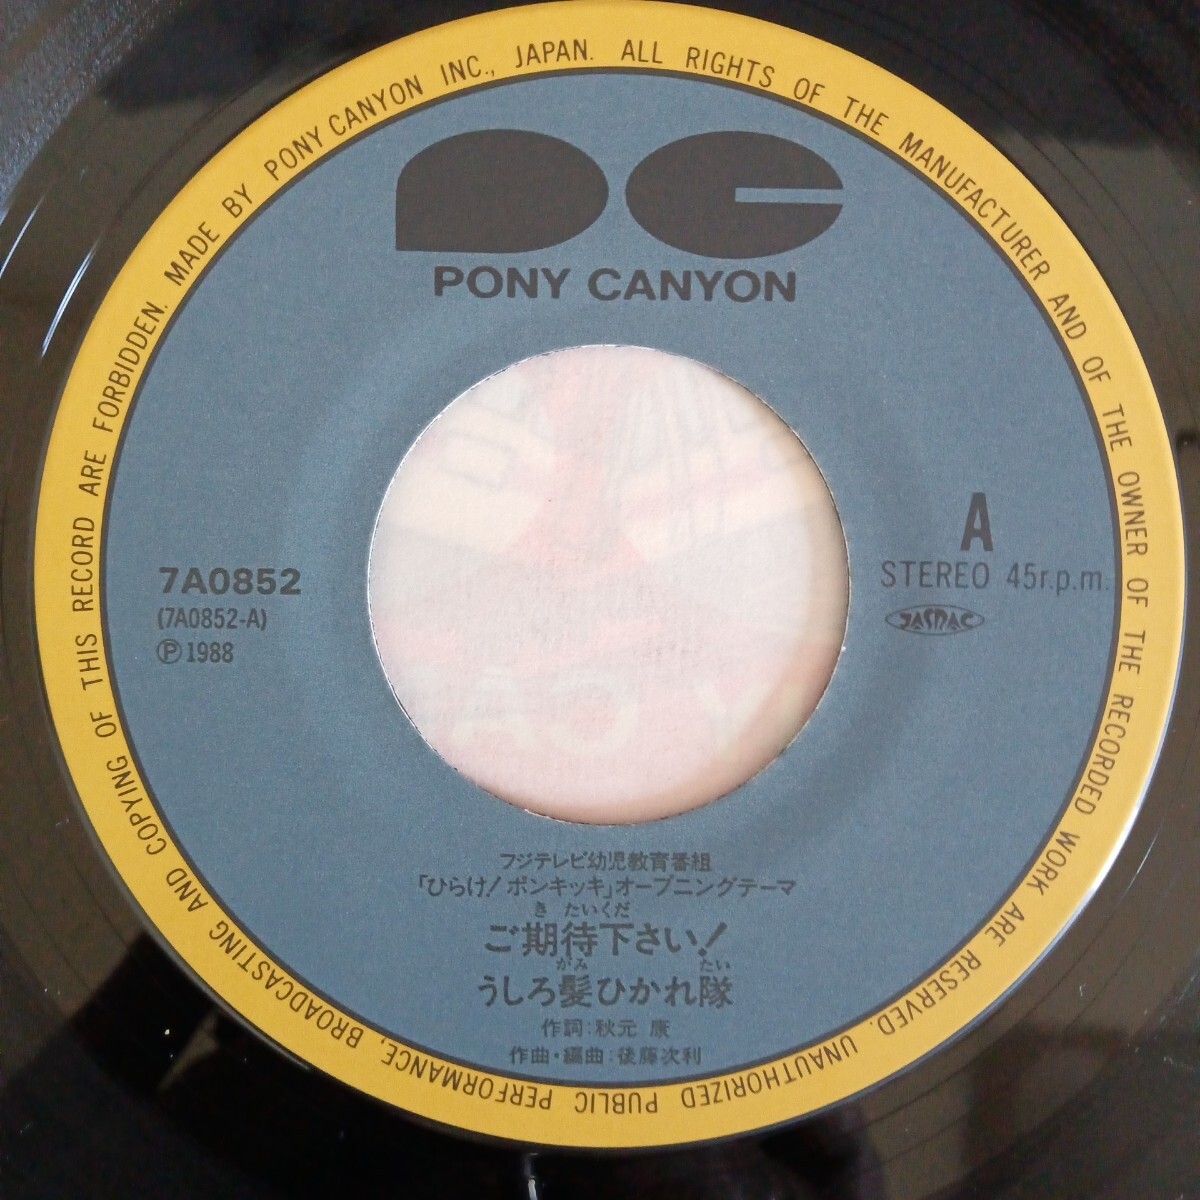 MADE BY PONY CANYON INC., JAPAN. ALL RIGHTS OF THE MANUFACTURER AND OF THE OWNER OF THE RECORDED WORK ARE RESERVED. UNAUTHORIZED PUBLIC PERFORMANCE, BROADCASTING AND COPYING OF THIS RECORD ARE FORBIDDEN.
PC
PONY CANYON
A
STEREO 45r.p.m.
JASRAC
7A0852
(7A0852-A)
Ⓟ 1988
フジテレビ幼児教育番組
「ひらけ!ポンキッキ」オープニングテーマ
き たいくだ
ご期待下さい!
がみ たい
うしろ髪ひかれ隊
作詞:秋元 康
作曲・編曲:後藤次利